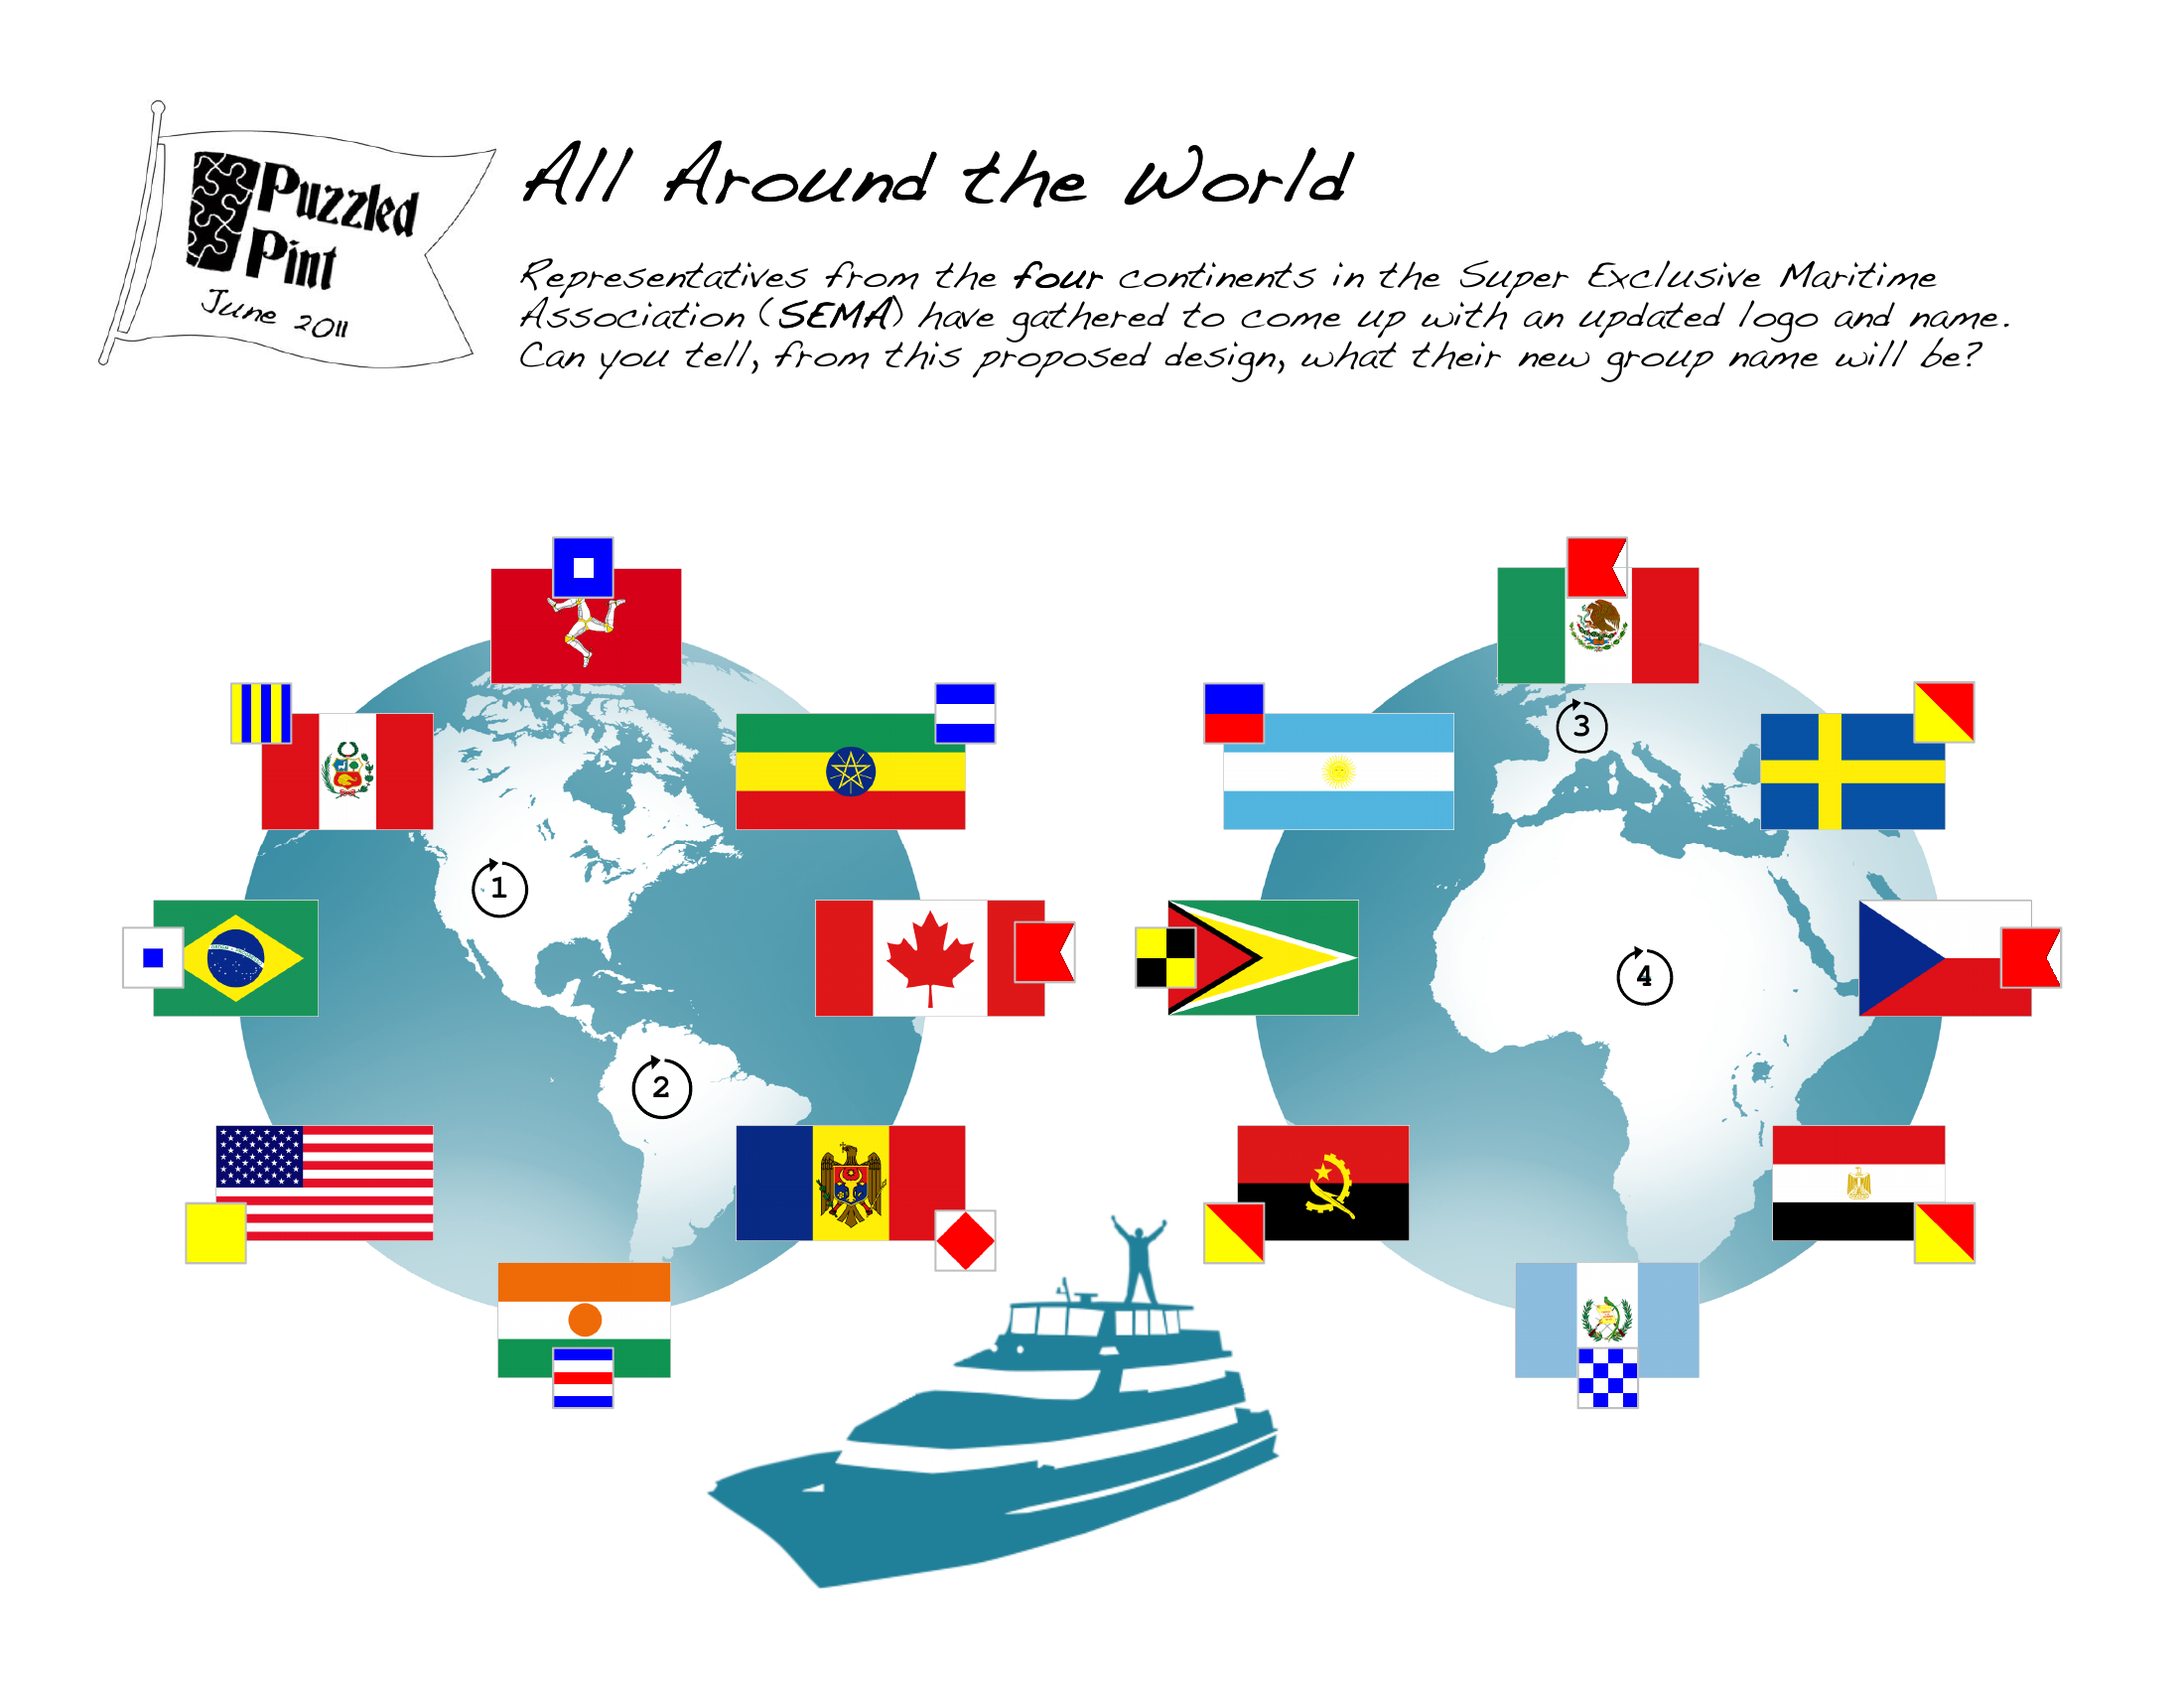 Puzzled
Pint
June 2011
All Around the World
Representatives from the four continents in the Super Exclusive Maritime
Association (SEMA) have gathered to come up with an updated logo and name.
Can you tell, from this proposed design, what their new group name will be?
3
1
4
2